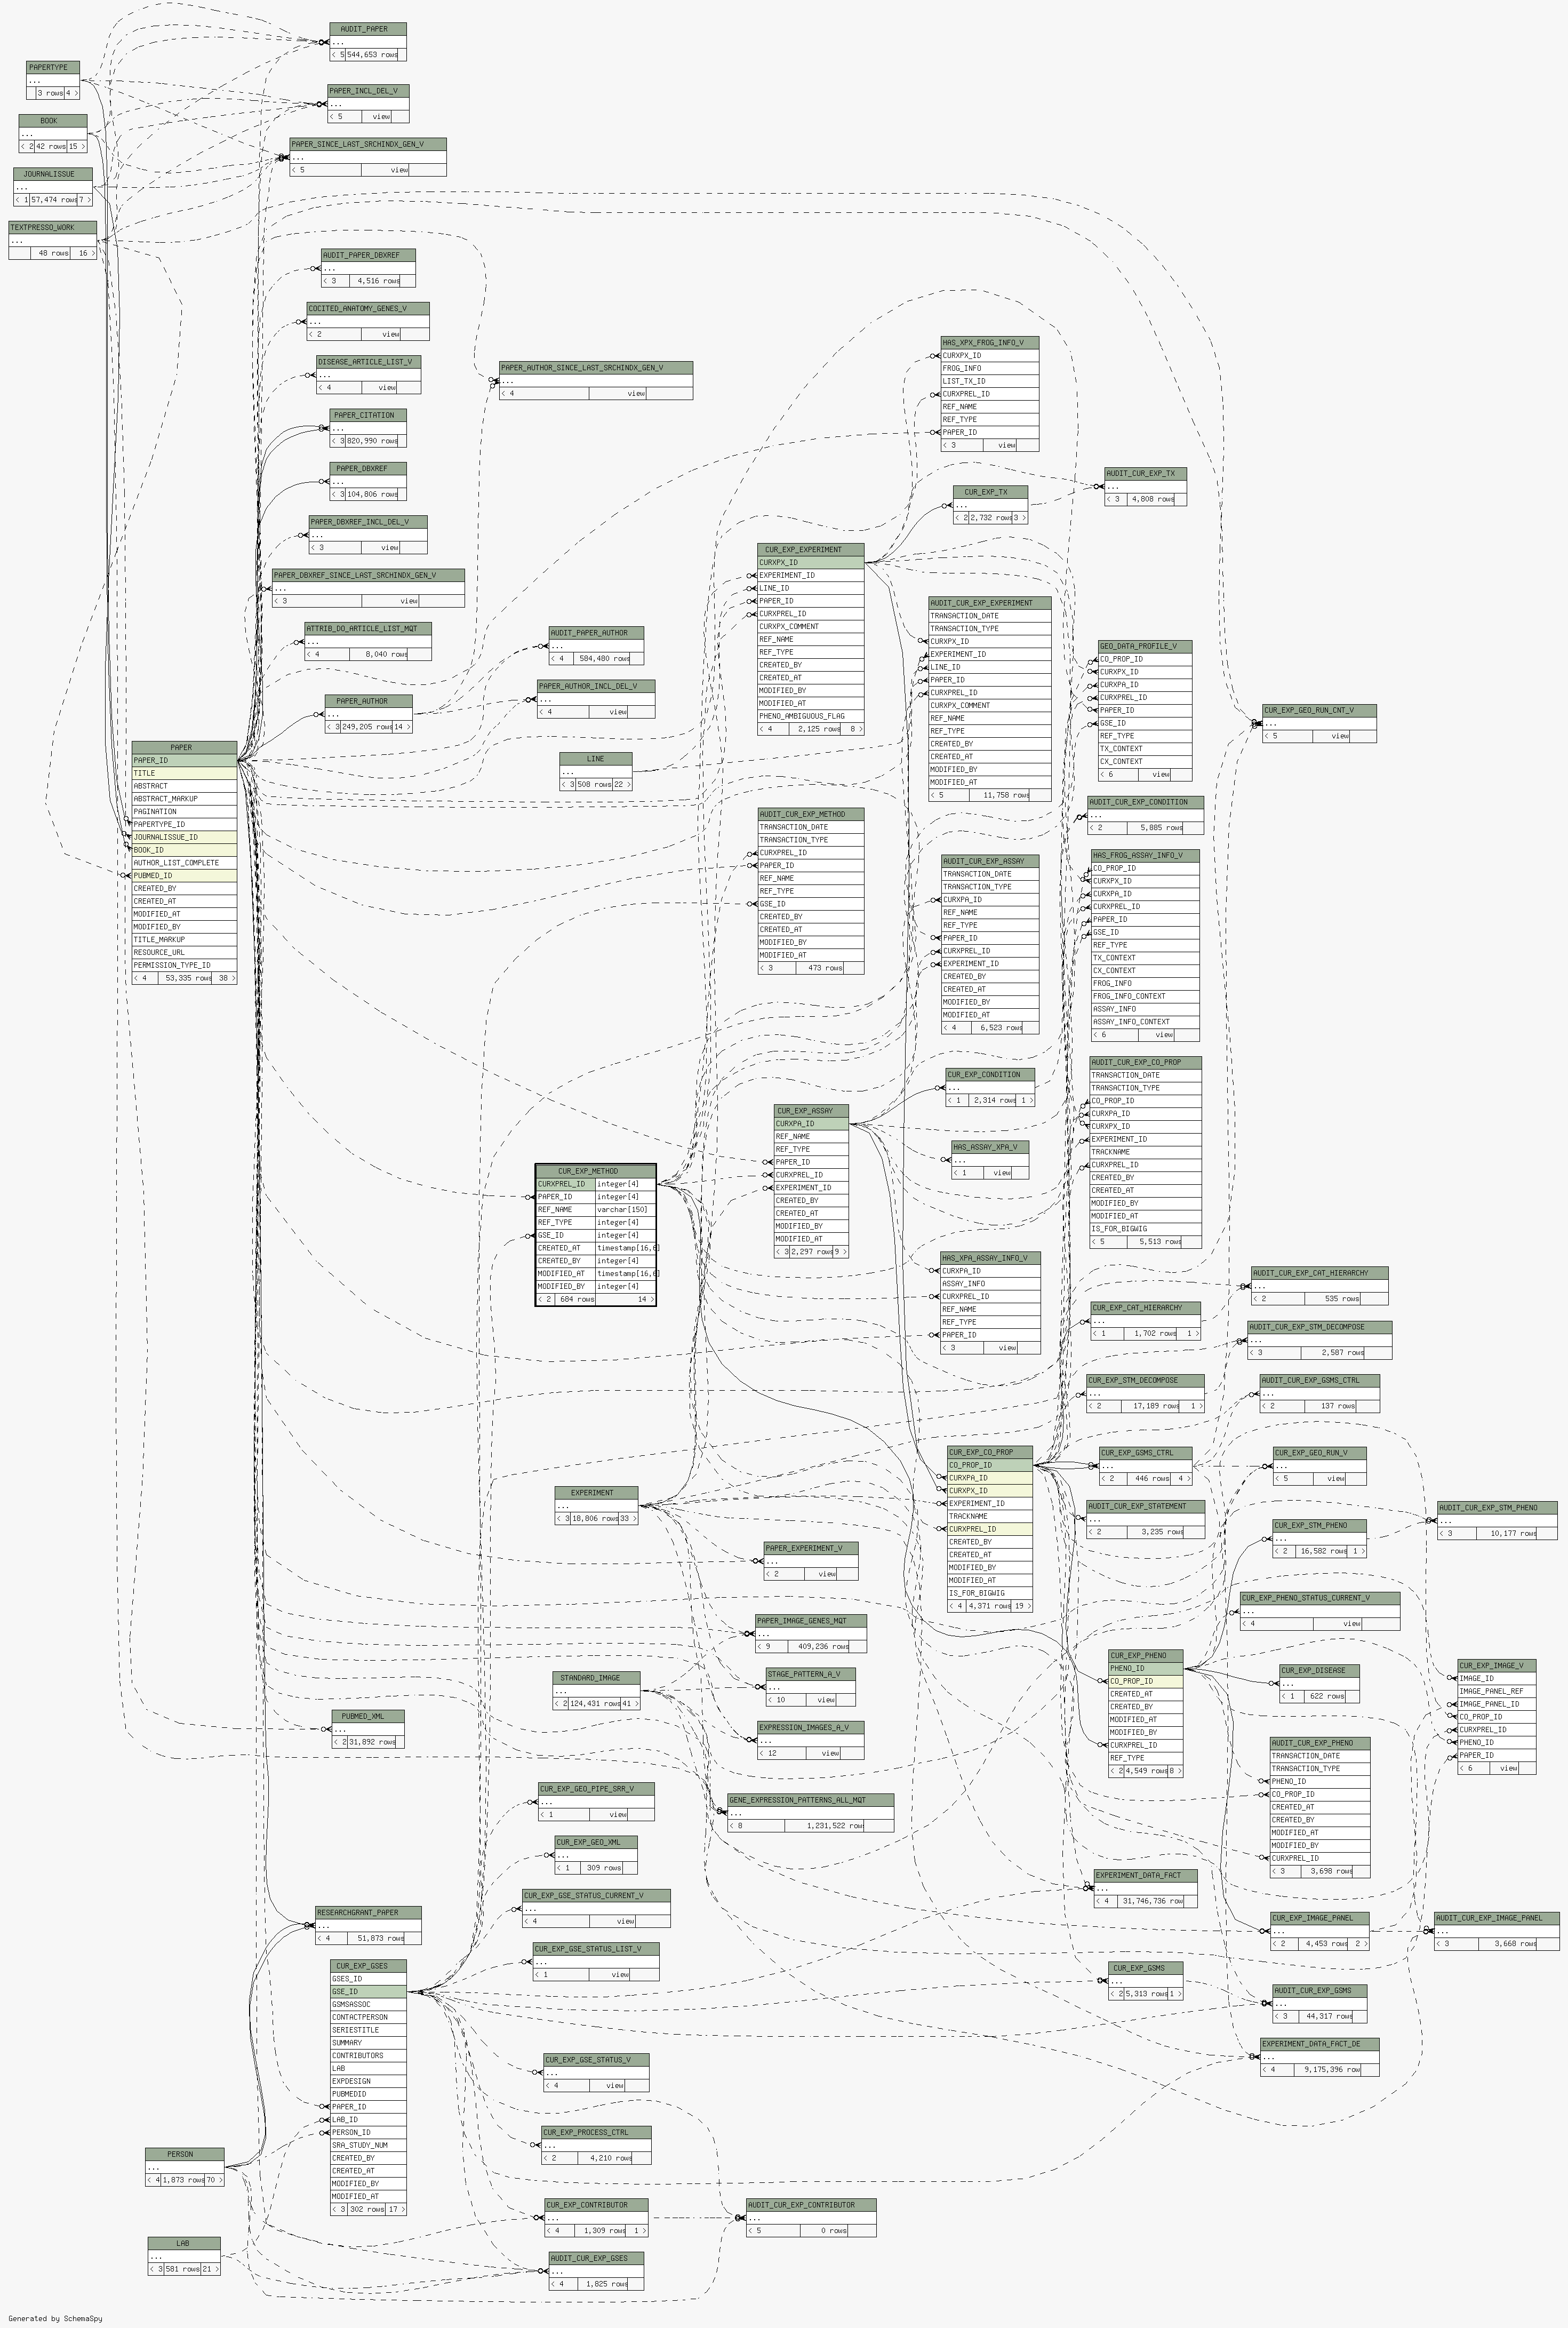 AUDIT_PAPER
...
< 5 544,653 rows
PAPERTYPE
...
3 rows 4 >
PAPER_INCL_DEL_V
...
< 5 view
BOOK
...
< 2 42 rows 15 >
PAPER_SINCE_LAST_SRCHINDX_GEN_V
...
< 5 view
JOURNALISSUE
...
< 1 57,474 rows 7 >
TEXTPRESSO_WORK
...
48 rows 16 >
AUDIT_PAPER_DBXREF
...
< 3 4,516 rows
COCITED_ANATOMY_GENES_V
...
< 2 view
DISEASE_ARTICLE_LIST_V
...
< 4 view
PAPER_AUTHOR_SINCE_LAST_SRCHINDX_GEN_V
...
< 4 view
PAPER_CITATION
...
< 3 820,990 rows
PAPER_DBXREF
...
< 3 104,806 rows
PAPER_DBXREF_INCL_DEL_V
...
< 3 view
PAPER_DBXREF_SINCE_LAST_SRCHINDX_GEN_V
...
< 3 view
ATTRIB_DO_ARTICLE_LIST_MQT
...
< 4 8,040 rows
AUDIT_PAPER_AUTHOR
...
< 4 584,480 rows
PAPER_AUTHOR_INCL_DEL_V
...
< 4 view
PAPER_AUTHOR
...
< 3 249,205 rows 14 >
LINE
...
< 3 508 rows 22 >
PAPER
PAPER_ID
TITLE
ABSTRACT
ABSTRACT_MARKUP
PAGINATION
PAPERTYPE_ID
JOURNALISSUE_ID
BOOK_ID
AUTHOR_LIST_COMPLETE
PUBMED_ID
CREATED_BY
CREATED_AT
MODIFIED_AT
MODIFIED_BY
TITLE_MARKUP
RESOURCE_URL
PERMISSION_TYPE_ID
< 4 53,335 rows 38 >
HAS_XPX_FROG_INFO_V
CURXPX_ID
FROG_INFO
LIST_TX_ID
CURXPREL_ID
REF_NAME
REF_TYPE
PAPER_ID
< 3 view
AUDIT_CUR_EXP_TX
...
< 3 4,808 rows
CUR_EXP_TX
...
< 2 2,732 rows 3 >
CUR_EXP_EXPERIMENT
CURXPX_ID
EXPERIMENT_ID
LINE_ID
PAPER_ID
CURXPREL_ID
CURXPX_COMMENT
REF_NAME
REF_TYPE
CREATED_BY
CREATED_AT
MODIFIED_BY
MODIFIED_AT
PHENO_AMBIGUOUS_FLAG
< 4 2,125 rows 8 >
AUDIT_CUR_EXP_EXPERIMENT
TRANSACTION_DATE
TRANSACTION_TYPE
CURXPX_ID
EXPERIMENT_ID
LINE_ID
PAPER_ID
CURXPREL_ID
CURXPX_COMMENT
REF_NAME
REF_TYPE
CREATED_BY
CREATED_AT
MODIFIED_BY
MODIFIED_AT
< 5 11,758 rows
GEO_DATA_PROFILE_V
CO_PROP_ID
CURXPX_ID
CURXPA_ID
CURXPREL_ID
PAPER_ID
GSE_ID
REF_TYPE
TX_CONTEXT
CX_CONTEXT
< 6 view
CUR_EXP_GEO_RUN_CNT_V
...
< 5 view
AUDIT_CUR_EXP_CONDITION
...
< 2 5,885 rows
AUDIT_CUR_EXP_METHOD
TRANSACTION_DATE
TRANSACTION_TYPE
CURXPREL_ID
PAPER_ID
REF_NAME
REF_TYPE
GSE_ID
CREATED_BY
CREATED_AT
MODIFIED_BY
MODIFIED_AT
< 3 473 rows
AUDIT_CUR_EXP_ASSAY
TRANSACTION_DATE
TRANSACTION_TYPE
CURXPA_ID
REF_NAME
REF_TYPE
PAPER_ID
CURXPREL_ID
EXPERIMENT_ID
CREATED_BY
CREATED_AT
MODIFIED_BY
MODIFIED_AT
< 4 6,523 rows
HAS_FROG_ASSAY_INFO_V
CO_PROP_ID
CURXPX_ID
CURXPA_ID
CURXPREL_ID
PAPER_ID
GSE_ID
REF_TYPE
TX_CONTEXT
CX_CONTEXT
FROG_INFO
FROG_INFO_CONTEXT
ASSAY_INFO
ASSAY_INFO_CONTEXT
< 6 view
CUR_EXP_CONDITION
...
< 1 2,314 rows 1 >
AUDIT_CUR_EXP_CO_PROP
TRANSACTION_DATE
TRANSACTION_TYPE
CO_PROP_ID
CURXPA_ID
CURXPX_ID
EXPERIMENT_ID
TRACKNAME
CURXPREL_ID
CREATED_BY
CREATED_AT
MODIFIED_BY
MODIFIED_AT
IS_FOR_BIGWIG
< 5 5,513 rows
CUR_EXP_ASSAY
CURXPA_ID
REF_NAME
REF_TYPE
PAPER_ID
CURXPREL_ID
EXPERIMENT_ID
CREATED_BY
CREATED_AT
MODIFIED_BY
MODIFIED_AT
< 3 2,297 rows 9 >
HAS_ASSAY_XPA_V
...
< 1 view
CUR_EXP_METHOD
CURXPREL_ID integer[4]
PAPER_ID integer[4]
REF_NAME varchar[150]
REF_TYPE integer[4]
GSE_ID integer[4]
CREATED_AT timestamp[16,6]
CREATED_BY integer[4]
MODIFIED_AT timestamp[16,6]
MODIFIED_BY integer[4]
< 2 684 rows 14 >
HAS_XPA_ASSAY_INFO_V
CURXPA_ID
ASSAY_INFO
CURXPREL_ID
REF_NAME
REF_TYPE
PAPER_ID
< 3 view
AUDIT_CUR_EXP_CAT_HIERARCHY
...
< 2 535 rows
CUR_EXP_CAT_HIERARCHY
...
< 1 1,702 rows 1 >
AUDIT_CUR_EXP_STM_DECOMPOSE
...
< 3 2,587 rows
CUR_EXP_STM_DECOMPOSE
...
< 2 17,189 rows 1 >
AUDIT_CUR_EXP_GSMS_CTRL
...
< 2 137 rows
CUR_EXP_CO_PROP
CO_PROP_ID
CURXPA_ID
CURXPX_ID
EXPERIMENT_ID
TRACKNAME
CURXPREL_ID
CREATED_BY
CREATED_AT
MODIFIED_BY
MODIFIED_AT
IS_FOR_BIGWIG
< 4 4,371 rows 19 >
CUR_EXP_GSMS_CTRL
...
< 2 446 rows 4 >
CUR_EXP_GEO_RUN_V
...
< 5 view
AUDIT_CUR_EXP_STATEMENT
...
< 2 3,235 rows
AUDIT_CUR_EXP_STM_PHENO
...
< 3 10,177 rows
CUR_EXP_STM_PHENO
...
< 2 16,582 rows 1 >
EXPERIMENT
...
< 3 18,806 rows 33 >
PAPER_EXPERIMENT_V
...
< 2 view
CUR_EXP_PHENO_STATUS_CURRENT_V
...
< 4 view
PAPER_IMAGE_GENES_MQT
...
< 9 409,236 rows
CUR_EXP_PHENO
PHENO_ID
CO_PROP_ID
CREATED_AT
CREATED_BY
MODIFIED_AT
MODIFIED_BY
CURXPREL_ID
REF_TYPE
< 2 4,549 rows 8 >
CUR_EXP_DISEASE
...
< 1 622 rows
CUR_EXP_IMAGE_V
IMAGE_ID
IMAGE_PANEL_REF
IMAGE_PANEL_ID
CO_PROP_ID
CURXPREL_ID
PHENO_ID
PAPER_ID
< 6 view
STANDARD_IMAGE
...
< 2 124,431 rows 41 >
STAGE_PATTERN_A_V
...
< 10 view
PUBMED_XML
...
< 2 31,892 rows
EXPRESSION_IMAGES_A_V
...
< 12 view
AUDIT_CUR_EXP_PHENO
TRANSACTION_DATE
TRANSACTION_TYPE
PHENO_ID
CO_PROP_ID
CREATED_AT
CREATED_BY
MODIFIED_AT
MODIFIED_BY
CURXPREL_ID
< 3 3,698 rows
CUR_EXP_GEO_PIPE_SRR_V
...
< 1 view
GENE_EXPRESSION_PATTERNS_ALL_MQT
...
< 8 1,231,522 row
CUR_EXP_GEO_XML
...
< 1 309 rows
EXPERIMENT_DATA_FACT
...
< 4 31,746,736 row
CUR_EXP_GSE_STATUS_CURRENT_V
...
< 4 view
RESEARCHGRANT_PAPER
...
< 4 51,873 rows
CUR_EXP_IMAGE_PANEL
...
< 2 4,453 rows 2 >
AUDIT_CUR_EXP_IMAGE_PANEL
...
< 3 3,668 rows
CUR_EXP_GSE_STATUS_LIST_V
...
< 1 view
CUR_EXP_GSMS
...
< 2 5,313 rows 1 >
AUDIT_CUR_EXP_GSMS
...
< 3 44,317 rows
CUR_EXP_GSES
GSES_ID
GSE_ID
GSMSASSOC
CONTACTPERSON
SERIESTITLE
SUMMARY
CONTRIBUTORS
LAB
EXPDESIGN
PUBMEDID
PAPER_ID
LAB_ID
PERSON_ID
SRA_STUDY_NUM
CREATED_BY
CREATED_AT
MODIFIED_BY
MODIFIED_AT
< 3 302 rows 17 >
EXPERIMENT_DATA_FACT_DE
...
< 4 9,175,396 row
CUR_EXP_GSE_STATUS_V
...
< 4 view
CUR_EXP_PROCESS_CTRL
...
< 2 4,210 rows
PERSON
...
< 4 1,873 rows 70 >
CUR_EXP_CONTRIBUTOR
...
< 4 1,309 rows 1 >
AUDIT_CUR_EXP_CONTRIBUTOR
...
< 5 0 rows
LAB
...
< 3 581 rows 21 >
AUDIT_CUR_EXP_GSES
...
< 4 1,825 rows
Generated by SchemaSpy